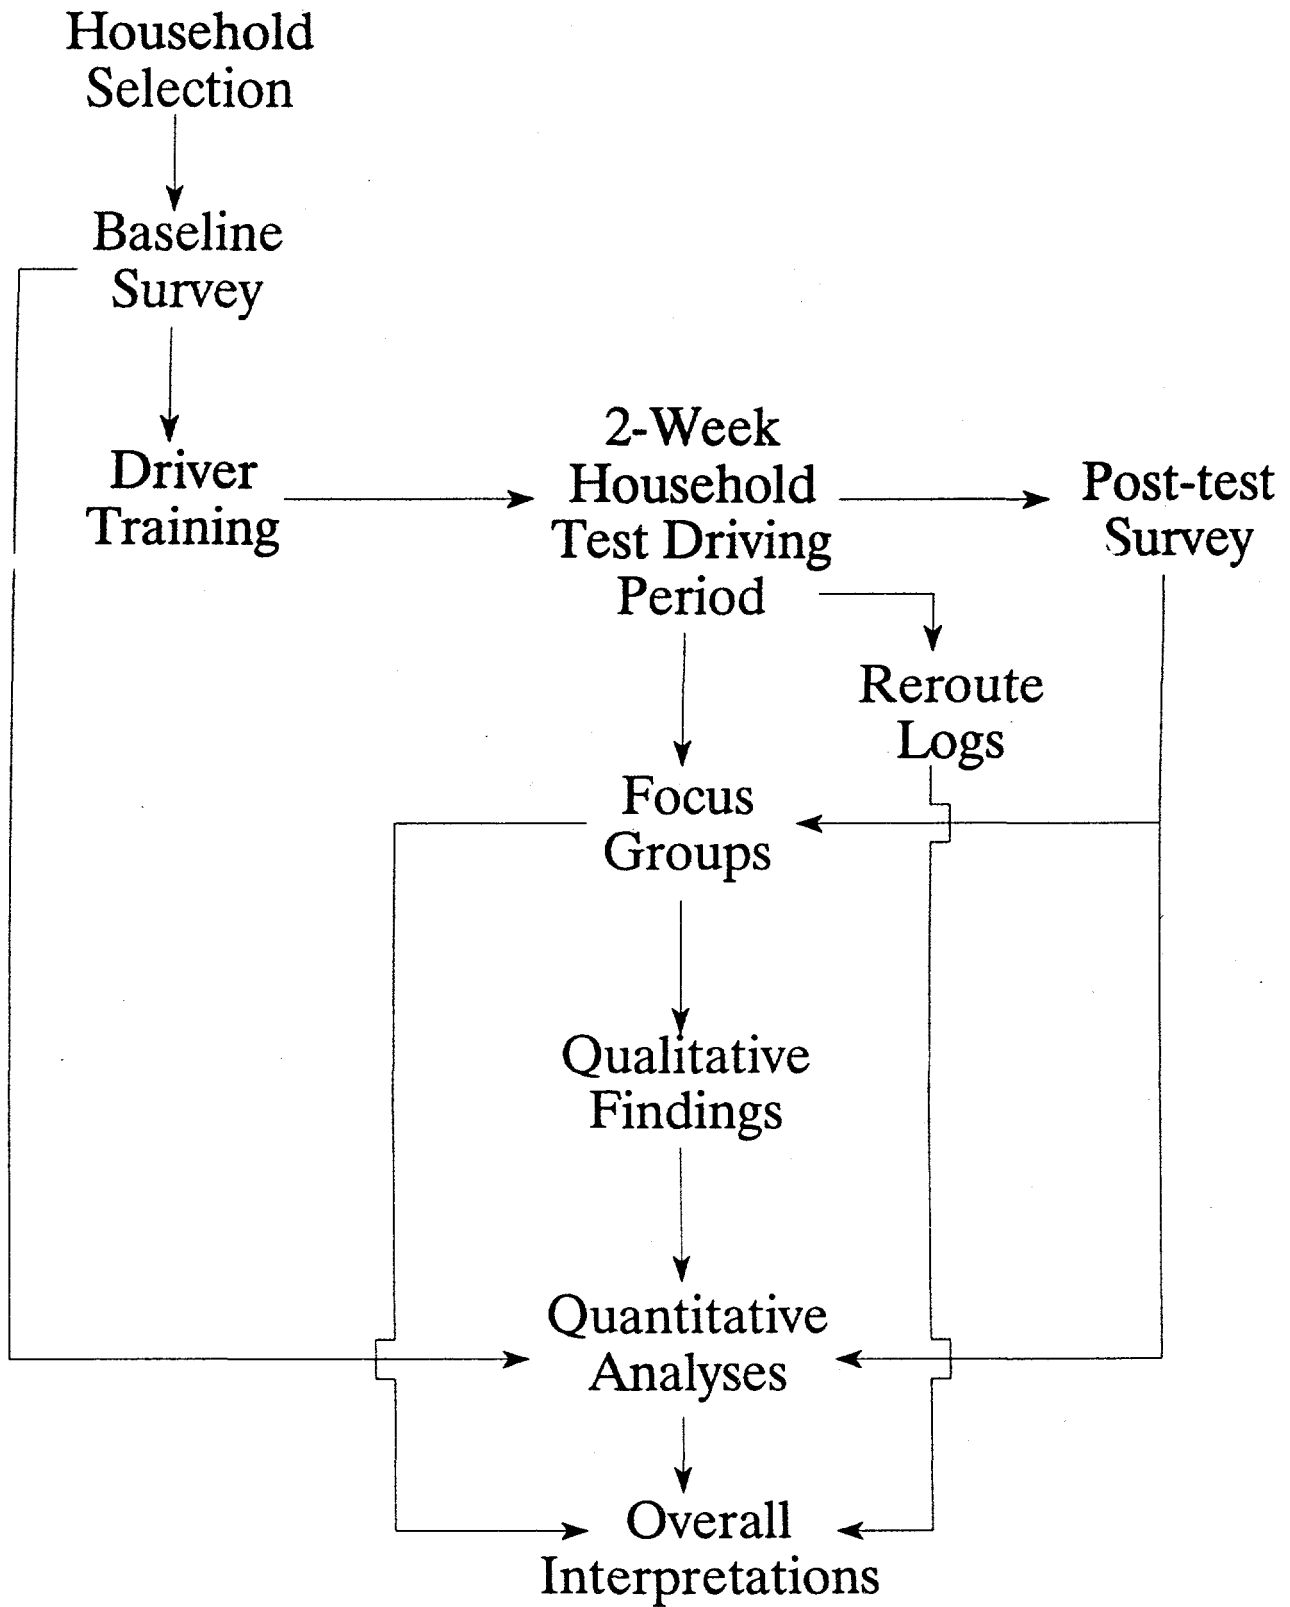 Household
Selection
Baseline
Survey
Driver
Training
2-Week
Household
Test Driving
Period
Post-test
Survey
Reroute
Logs
Focus
Groups
Qualitative
Findings
Quantitative
Analyses
Overall
Interpretations